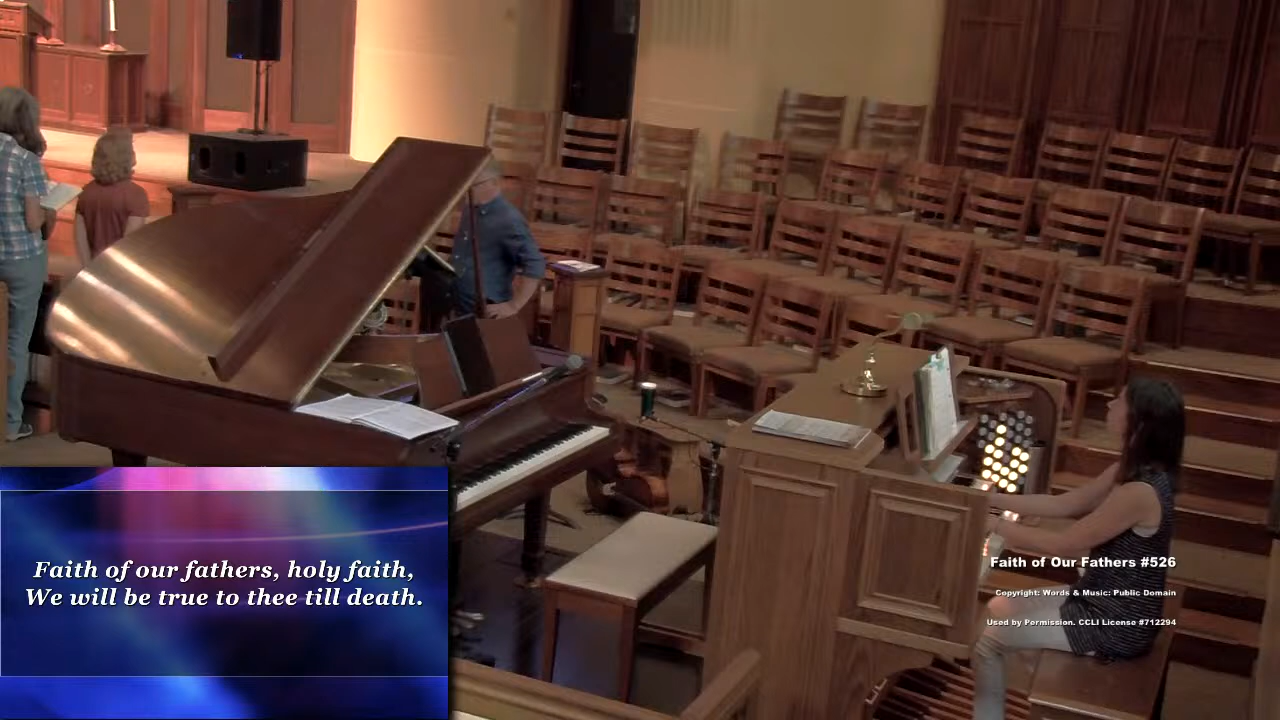 Faith of our fathers, holy faith,
We will be true to thee till death.
Faith of Our Fathers #526
Copyright: Words & Music: Public Domain
Used by Permission. CCLI License #712294